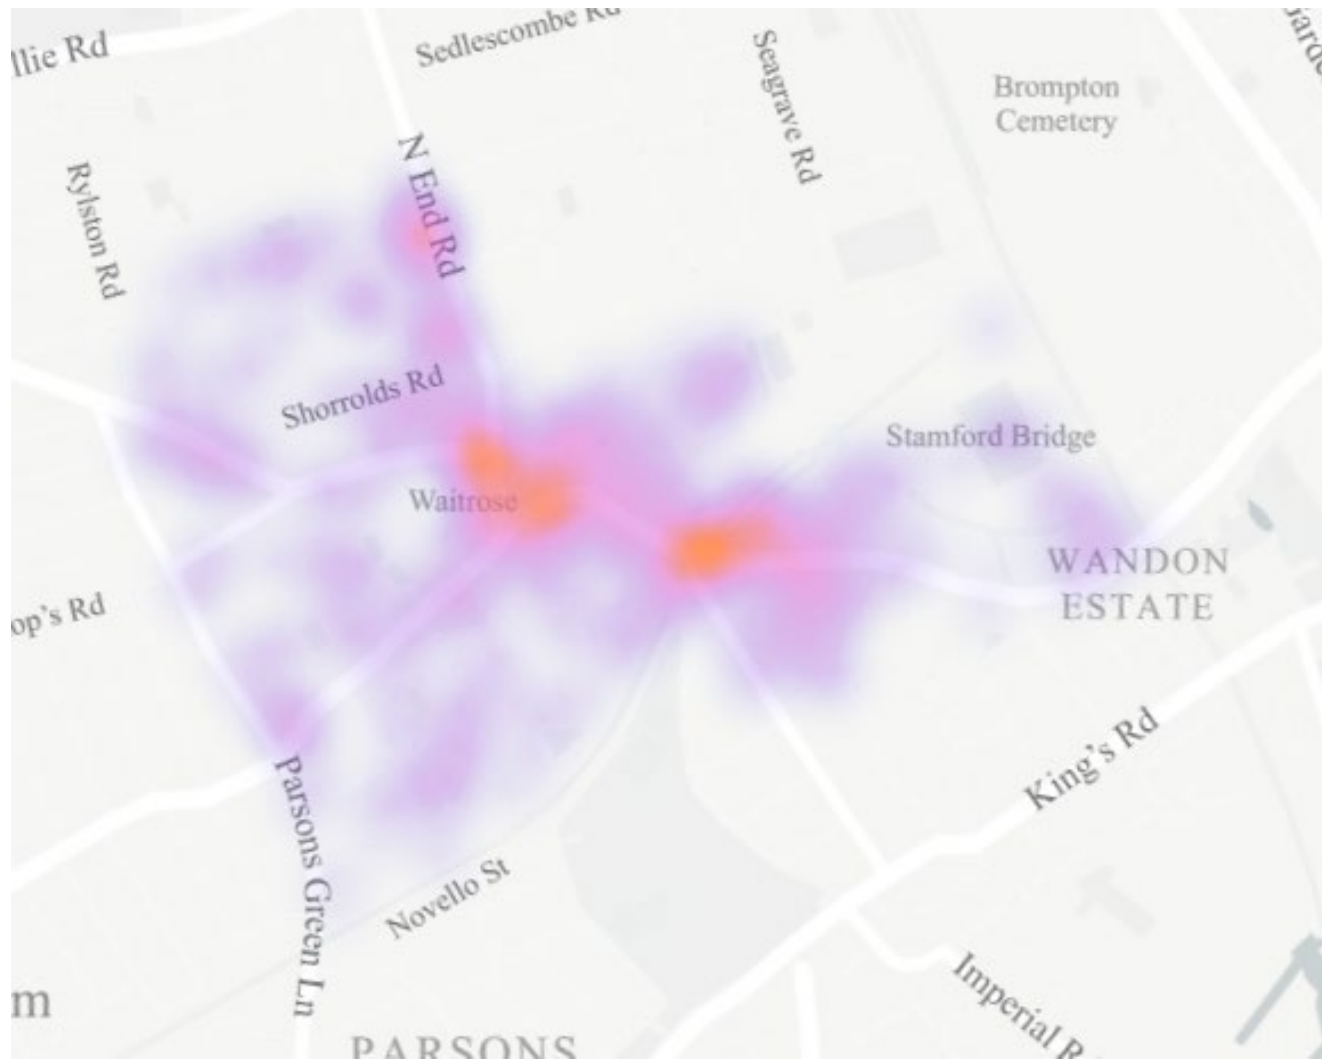 llie Rd
Sedlescombe Rd
Seagrave Rd
Brompton
Cemetery
N End Rd
Rylston Rd
Shorrolds Rd
Stamford Bridge
Waitrose
WANDON
ESTATE
op's Rd
King's Rd
Parsons Green Ln
Novello St
Imperial R
m
PARSONS